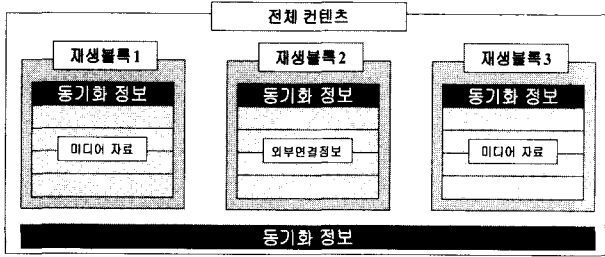 전체 컨텐츠
재생블록1
재생블록2
재생블록3
동기화 정보
동기화 정보
동기화 정보
미디어 자료
외부연결정보
미디어 자료
동기화 정보